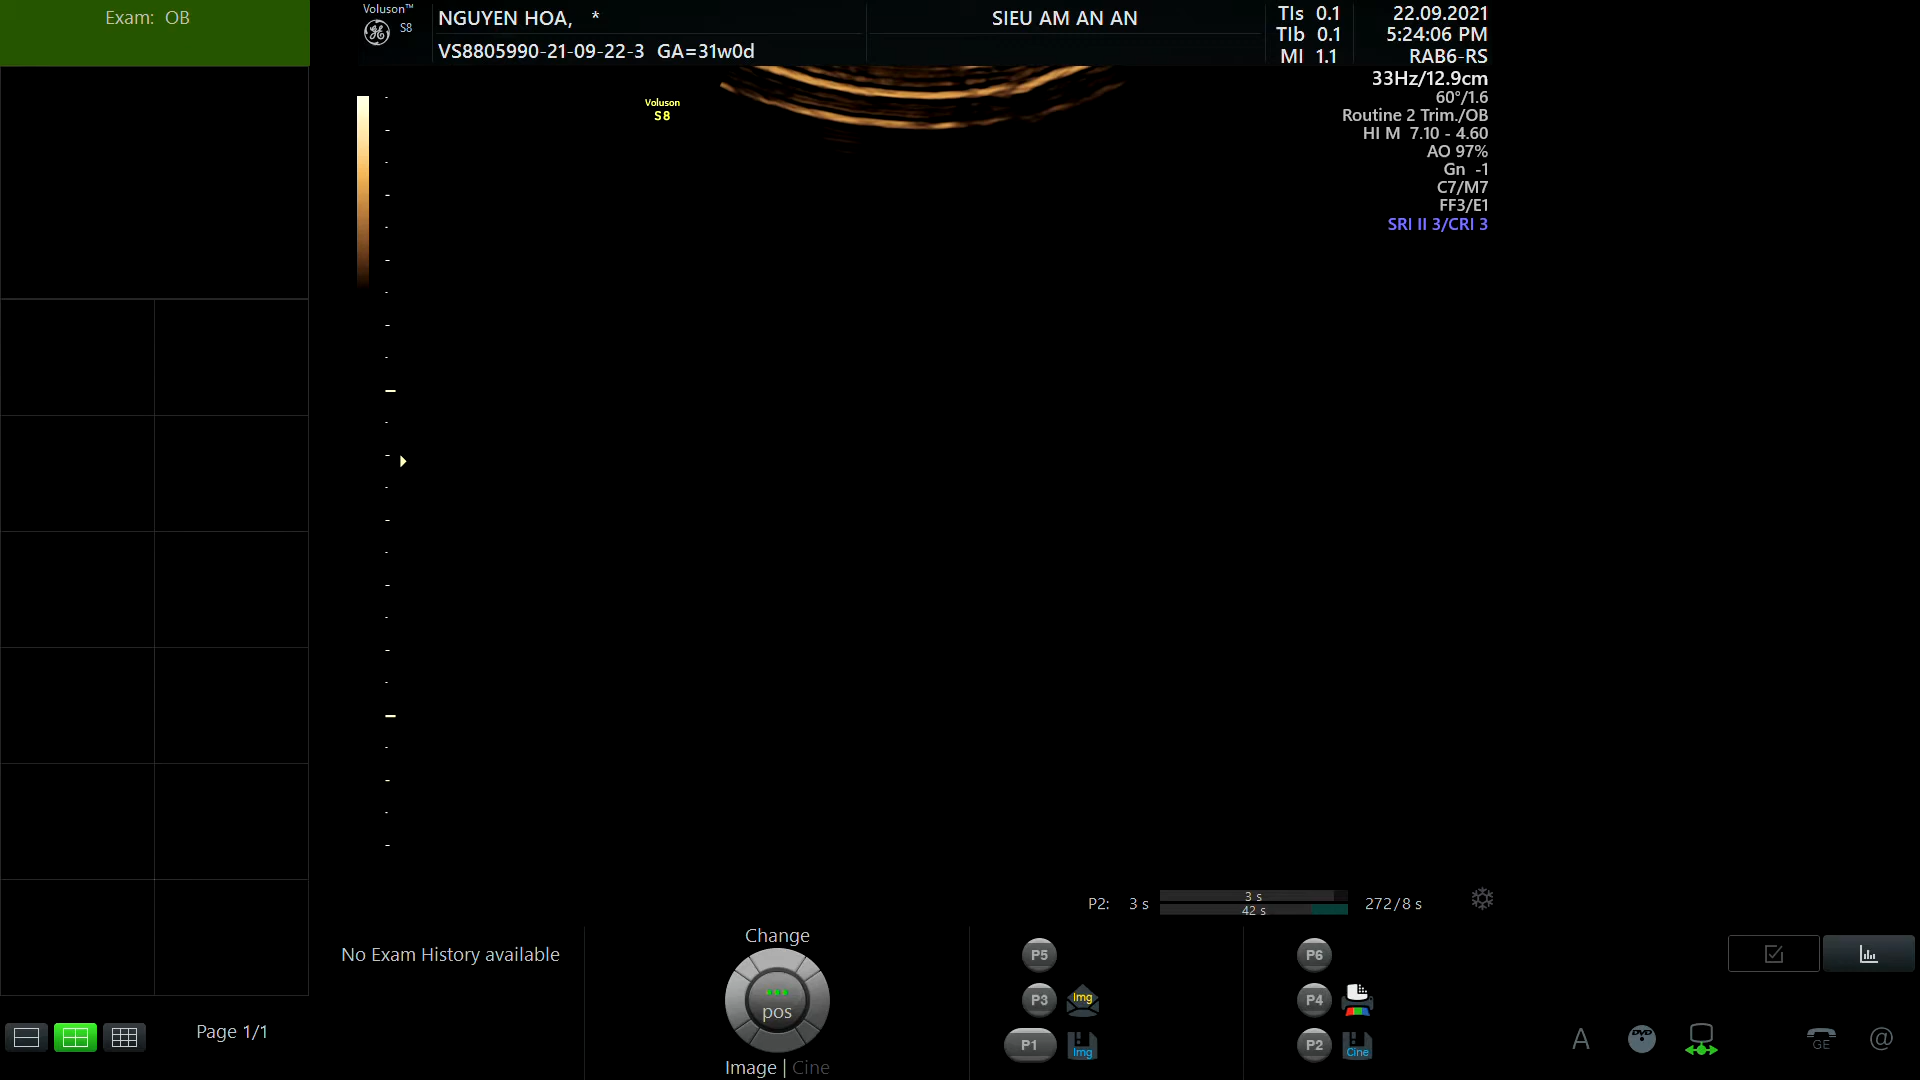 Exam: OB
Voluson™
S8
NGUYEN HOA, *
VS8805990-21-09-22-3 GA=31w0d
SIEU AM AN AN
TIs 0.1
TIb 0.1
MI 1.1
22.09.2021
5:24:06 PM
RAB6-RS
33Hz/12.9cm
60°/1.6
Routine 2 Trim./OB
HI M 7.10 - 4.60
AO 97%
Gn -1
C7/M7
FF3/E1
SRI II 3/CRI 3
Voluson
S8
P2: 3 s
3 s
42 s
272/8 s
No Exam History available
Change
pos
Image | Cine
P5
P3 Img
P1 Img
P6
P4
P2 Cine
Page 1/1
A
DVD
GE
@